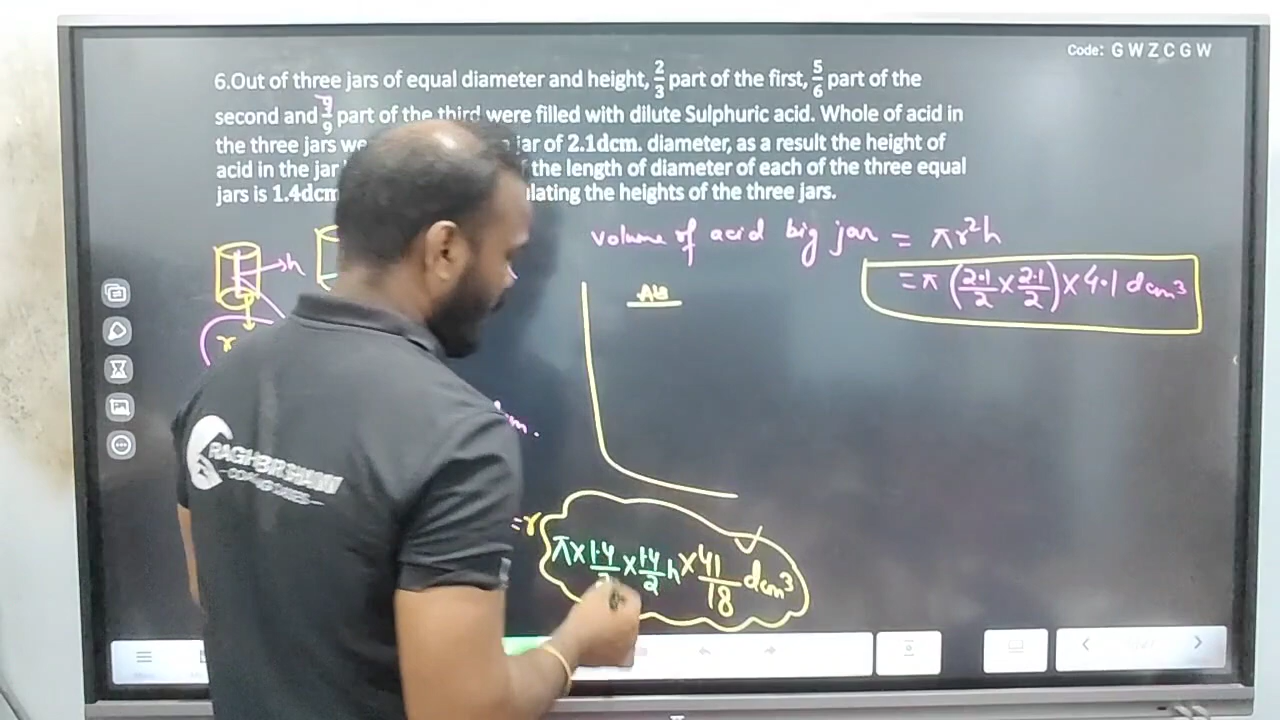 Code: GWZCGW
6.Out of three jars of equal diameter and height, 2/3 part of the first, 5/6 part of the
second and 7/9 part of the third were filled with dilute Sulphuric acid. Whole of acid in
the three jars we jar of 2.1dcm. diameter, as a result the height of
acid in the jar the length of diameter of each of the three equal
jars is 1.4dcm lating the heights of the three jars.
volume of acid big jar = πr²h
= π (2.1/2 × 2.1/2) × 4.1 dcm³
h
r
A/B
=r
π × 1.4/2 × 1.4/2 h × 41/18 dcm³